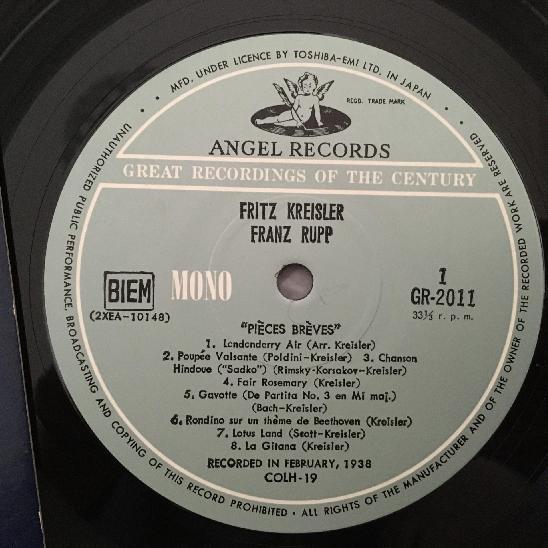 MFD. UNDER LICENCE BY TOSHIBA-EMI LTD. IN JAPAN
REGD. TRADE MARK
ANGEL RECORDS
GREAT RECORDINGS OF THE CENTURY
FRITZ KREISLER
FRANZ RUPP
BIEM
MONO
1
(2XEA-10148)
GR-2011
33⅓ r. p. m.
"PIÈCES BRÈVES"
1. Londonderry Air (Arr. Kreisler)
2. Poupée Valsante (Poldini-Kreisler) 3. Chanson
Hindoue ("Sadko") (Rimsky-Korsakov-Kreisler)
4. Fair Rosemary (Kreisler)
5. Gavotte (De Partita No. 3 en Mi maj.)
(Bach-Kreisler)
6. Rondino sur un thème de Beethoven (Kreisler)
7. Lotus Land (Scott-Kreisler)
8. La Gitana (Kreisler)
RECORDED IN FEBRUARY, 1938
COLH-19
UNAUTHORIZED PUBLIC PERFORMANCE, BROADCASTING AND COPYING OF THIS RECORD PROHIBITED · ALL RIGHTS OF THE MANUFACTURER AND OF THE OWNER OF THE RECORDED WORK ARE RESERVED